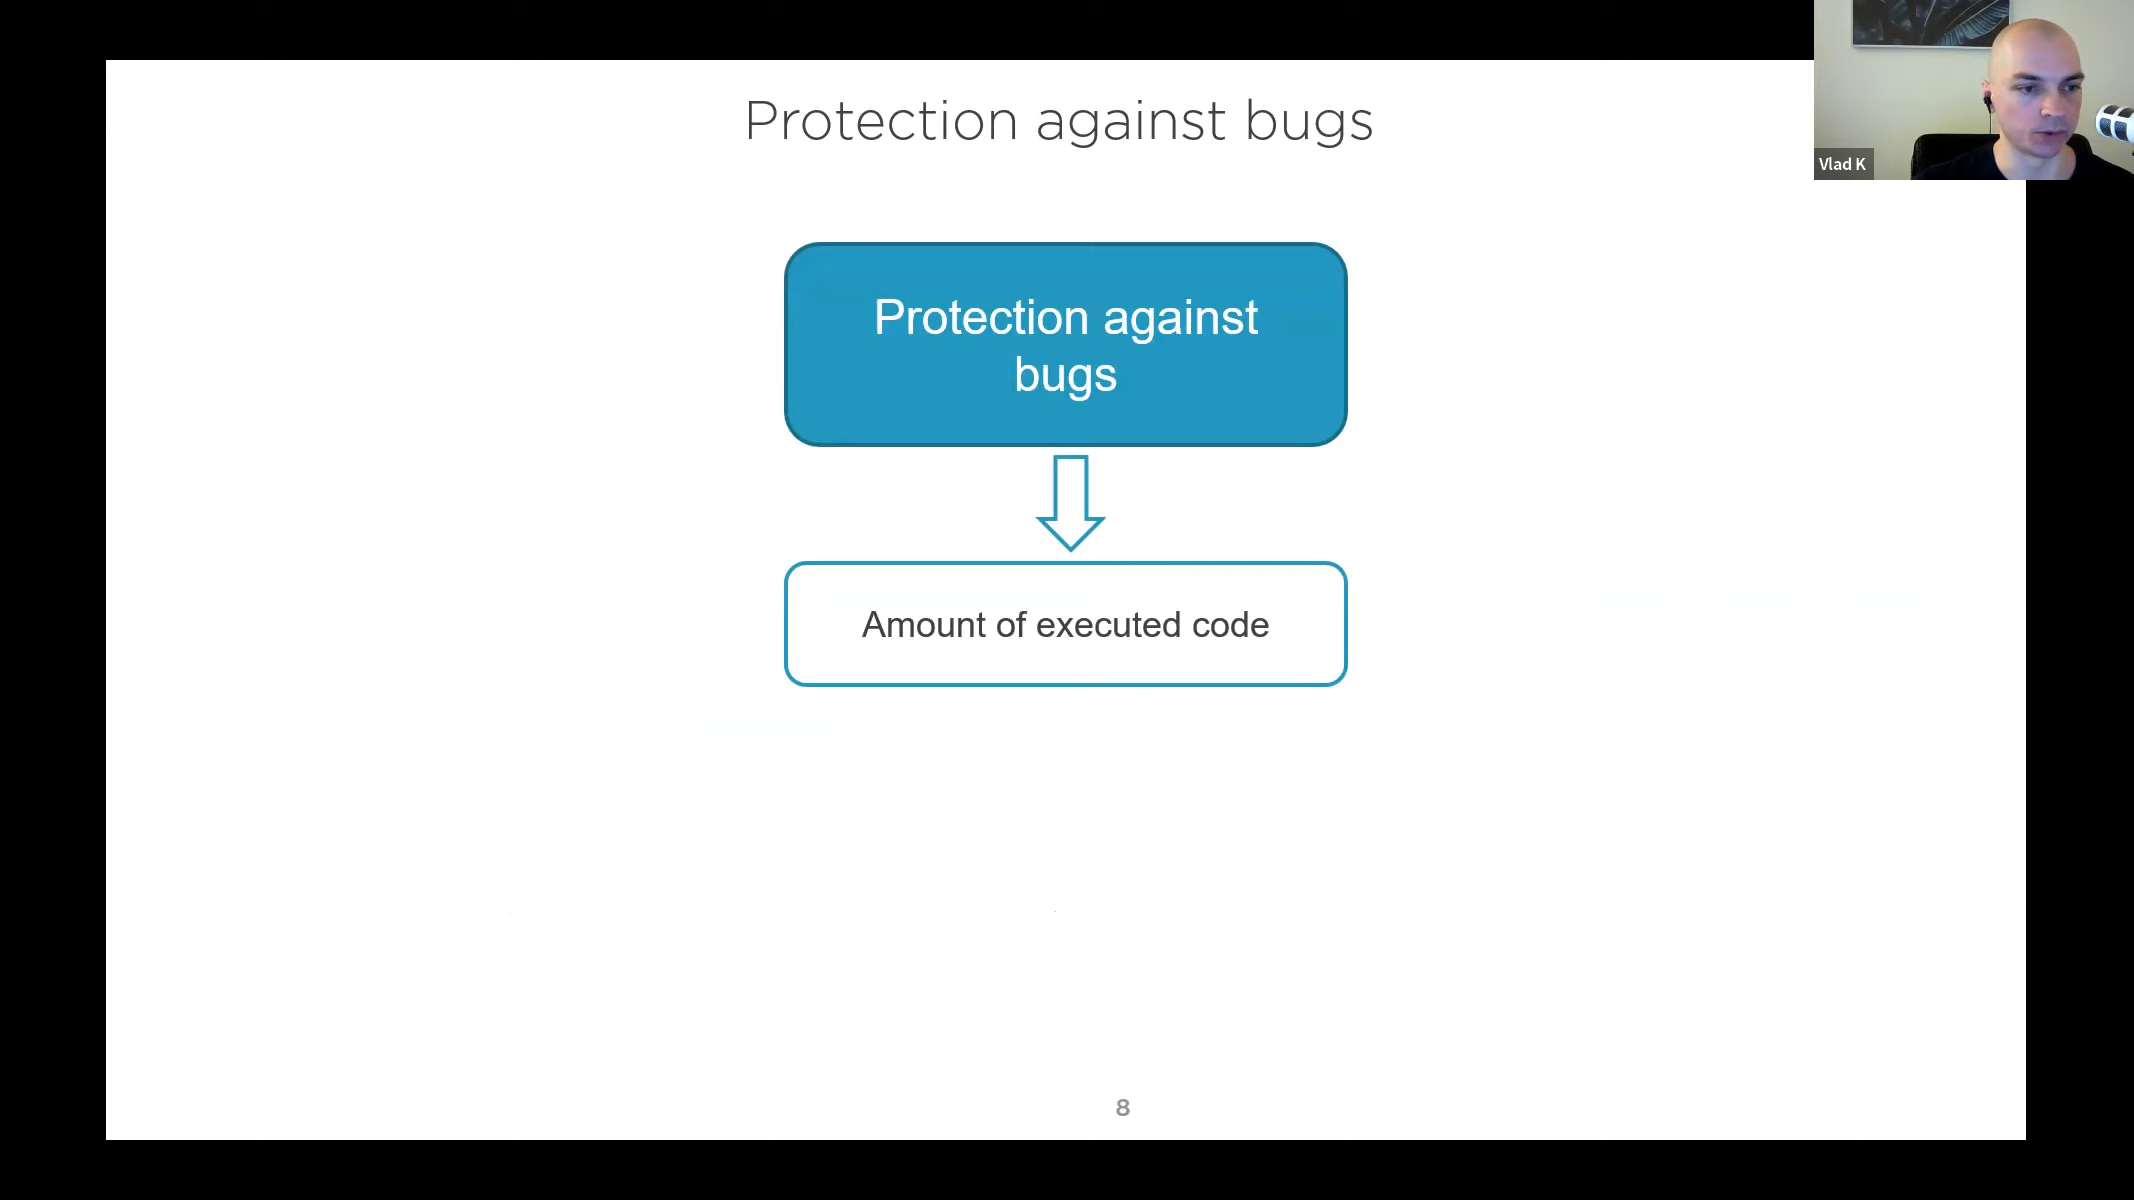 Protection against bugs
Vlad K
Protection against
bugs
Amount of executed code
8